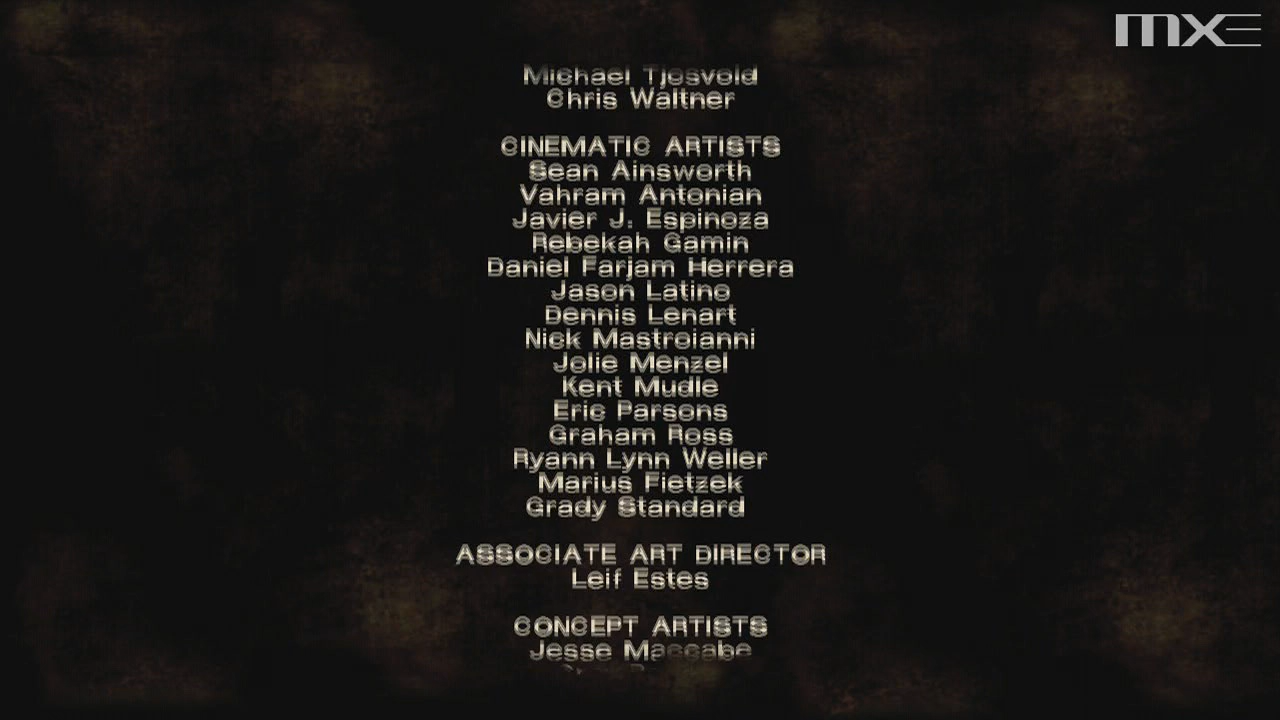 MXE
Michael Tjosvold
Chris Waltner
CINEMATIC ARTISTS
Sean Ainsworth
Vahram Antonian
Javier J. Espinoza
Rebekah Gamin
Daniel Farjam Herrera
Jason Latino
Dennis Lenart
Nick Mastroianni
Jolie Menzel
Kent Mudle
Eric Parsons
Graham Ross
Ryann Lynn Weller
Marius Fietzek
Grady Standard
ASSOCIATE ART DIRECTOR
Leif Estes
CONCEPT ARTISTS
Jesse Maccabe